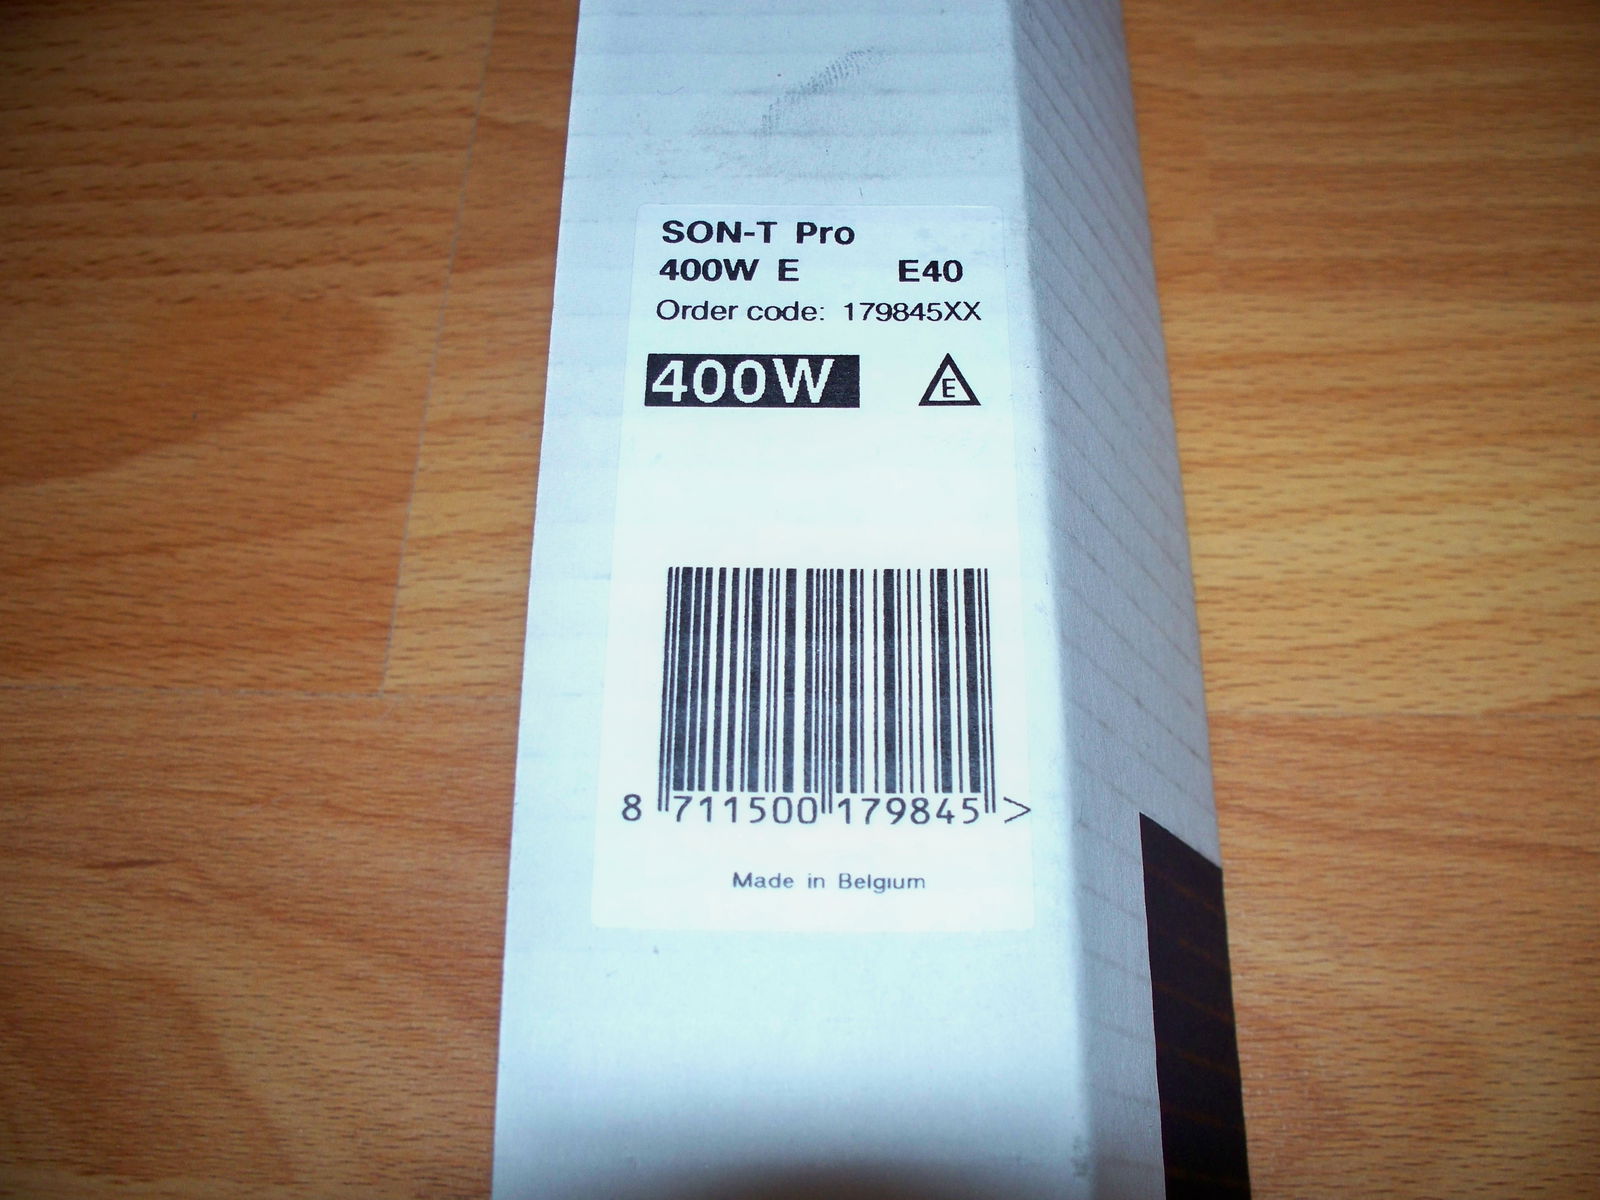 SON-T Pro
400W E E40
Order code: 179845XX
400W E
8 711500 179845 >
Made in Belgium